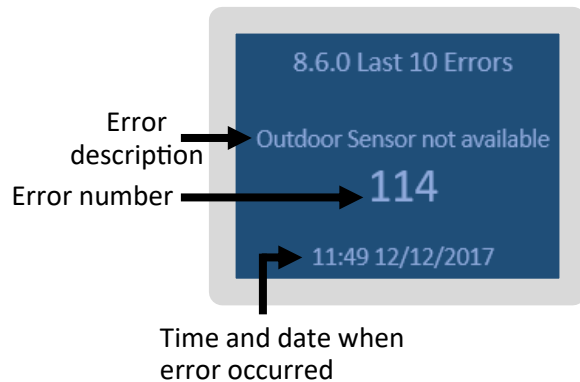 8.6.0 Last 10 Errors
Error
description
Outdoor Sensor not available
Error number
114
11:49 12/12/2017
Time and date when
error occurred